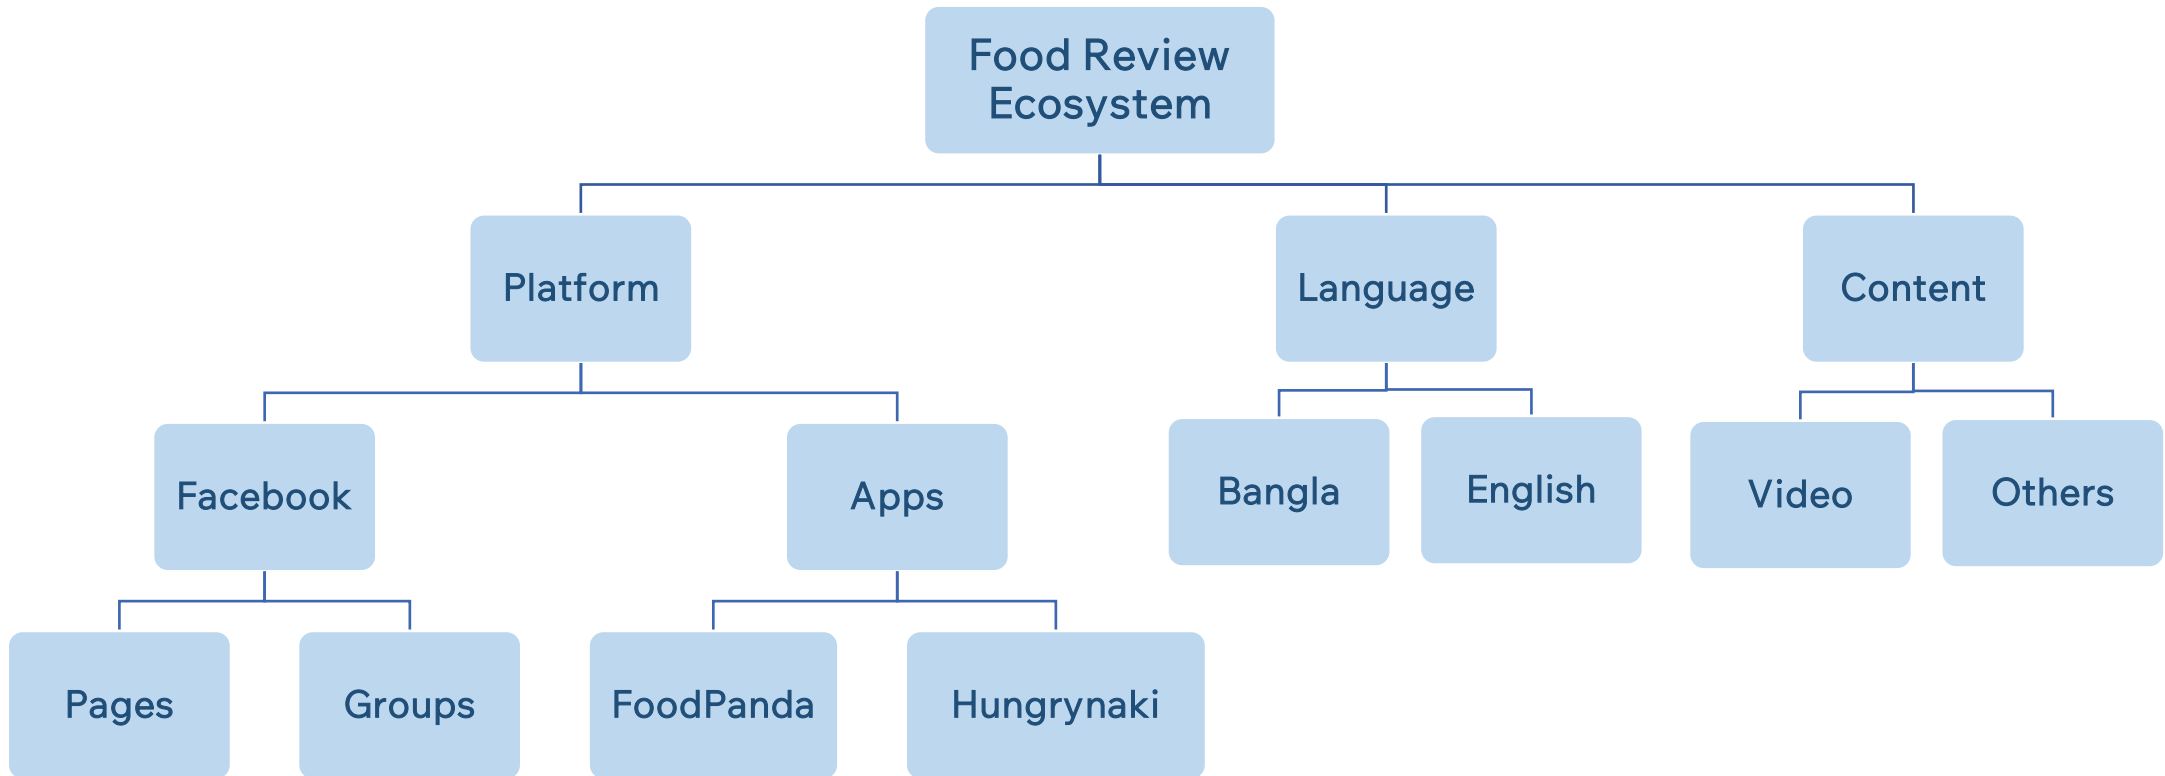 Food Review
Ecosystem
Platform
Language
Content
Facebook
Apps
Bangla
English
Video
Others
Pages
Groups
FoodPanda
Hungrynaki